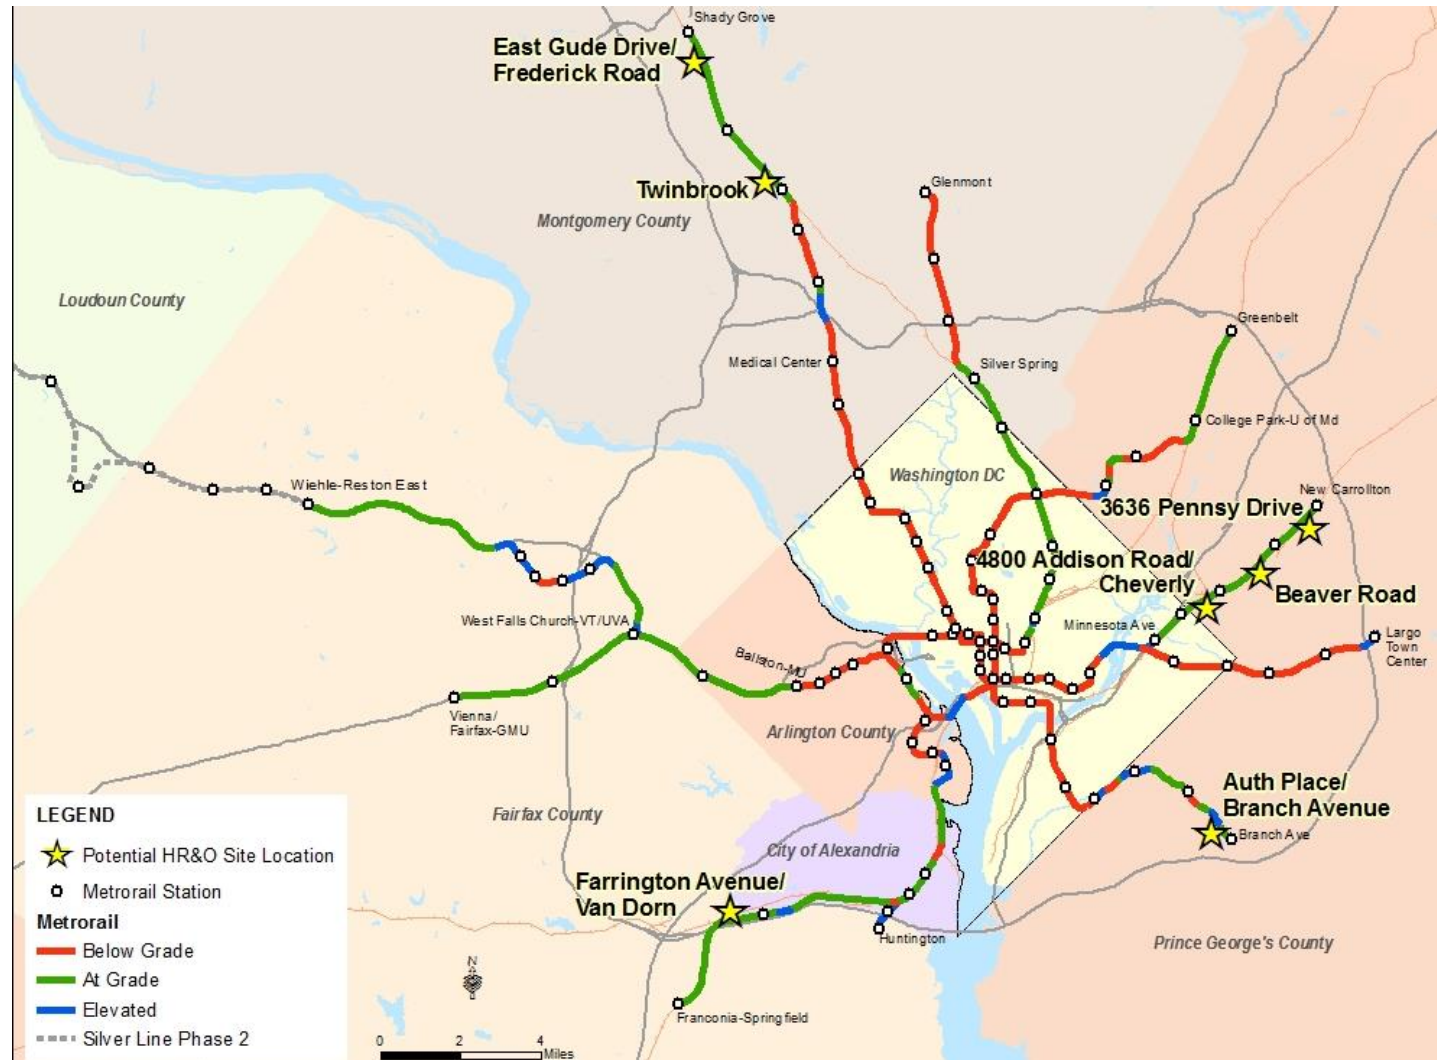 Shady Grove
East Gude Drive/
Frederick Road
Twinbrook
Glenmont
Montgomery County
Loudoun County
Greenbelt
Medical Center
Silver Spring
College Park-U of Md
Washington DC
Wiehle-Reston East
New Carrollton
3636 Pennsy Drive
4800 Addison Road/
Cheverly
Beaver Road
West Falls Church-VT/UVA
Minnesota Ave
Largo
Town
Center
Ballston-MU
Vienna/
Fairfax-GMU
Arlington County
Auth Place/
Branch Avenue
Branch Ave
Fairfax County
City of Alexandria
Farrington Avenue/
Van Dorn
Huntington
Prince George's County
Franconia-Springfield
LEGEND
Potential HR&O Site Location
Metrorail Station
Metrorail
Below Grade
At Grade
Elevated
Silver Line Phase 2
N
0 2 4
Miles